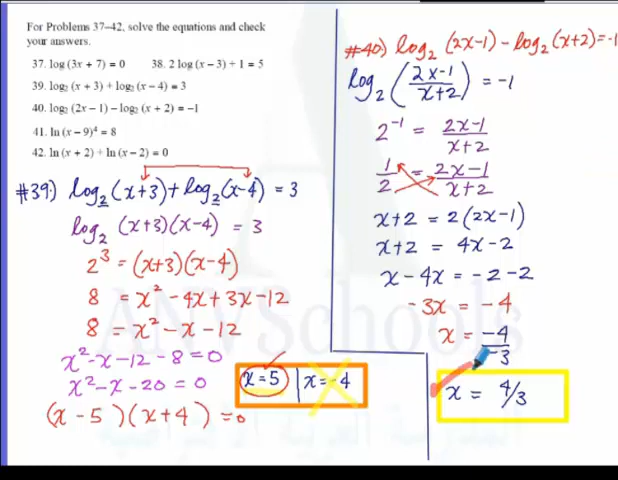 For Problems 37–42, solve the equations and check
your answers.
37. log (3x + 7) = 0 38. 2 log (x − 3) + 1 = 5
39. log₂ (x + 3) + log₂ (x − 4) = 3
40. log₂ (2x − 1) − log₂ (x + 2) = −1
41. ln (x − 9)⁴ = 8
42. ln (x + 2) + ln (x − 2) = 0
#39) log₂(x+3) + log₂(x-4) = 3
log₂ (x+3)(x-4) = 3
2³ = (x+3)(x-4)
8 = x² - 4x + 3x - 12
8 = x² - x - 12
x² - x - 12 - 8 = 0
x² - x - 20 = 0
(x - 5)(x + 4) = 0
x = 5 | x = -4
#40) log₂ (2x-1) - log₂ (x+2) = -1
log₂ (2x-1 / x+2) = -1
2⁻¹ = 2x-1 / x+2
1/2 = 2x-1 / x+2
x+2 = 2(2x-1)
x+2 = 4x-2
x - 4x = -2 - 2
-3x = -4
x = -4 / -3
x = 4/3
ANYSchools